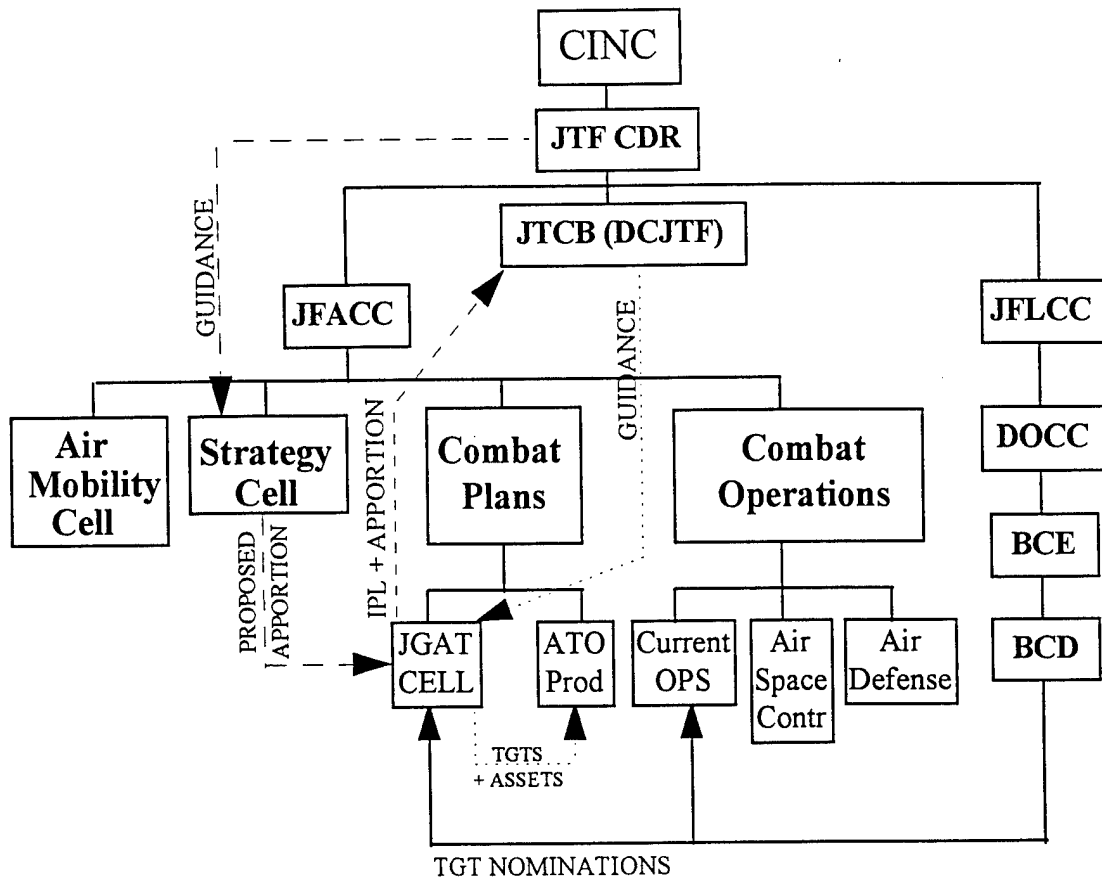 CINC
JTF CDR
JTCB (DCJTF)
GUIDANCE
JFACC
JFLCC
GUIDANCE
Air
Mobility
Cell
Strategy
Cell
Combat
Plans
Combat
Operations
DOCC
IPL + APPORTION
BCE
PROPOSED
APPORTION
JGAT
CELL
ATO
Prod
Current
OPS
Air
Space
Contr
Air
Defense
BCD
TGTS
+ ASSETS
TGT NOMINATIONS